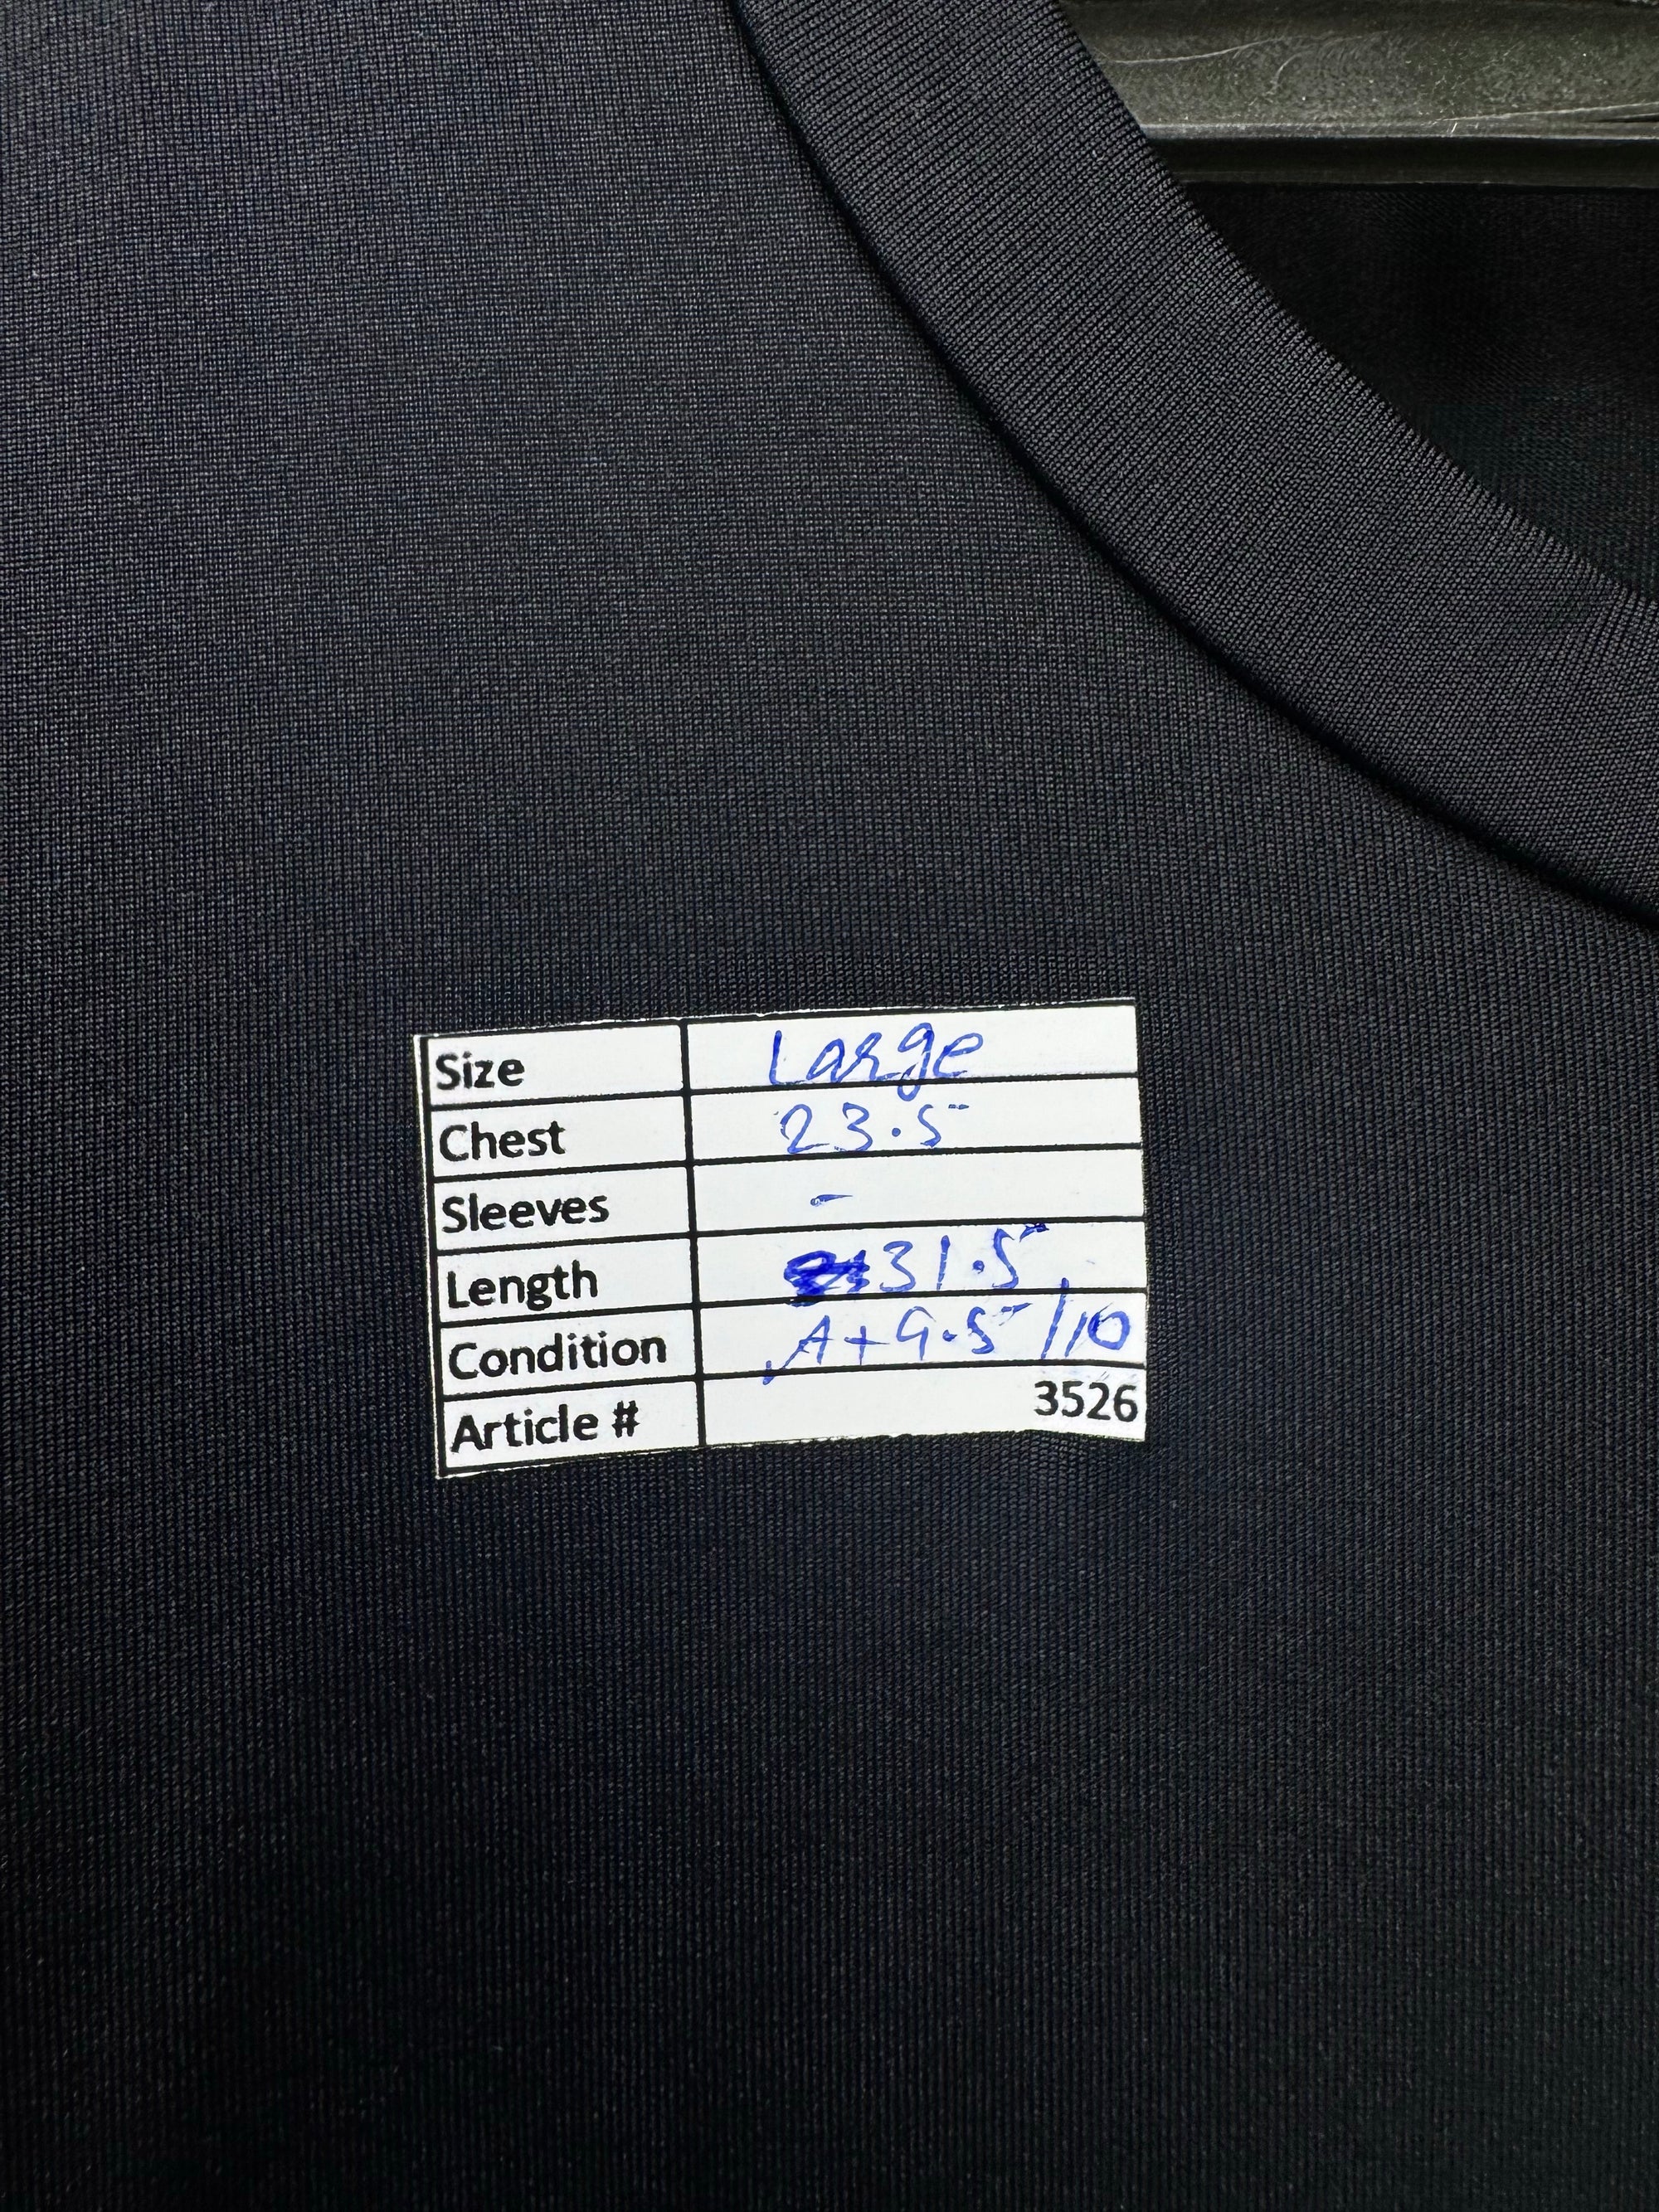 Size Large
Chest 23.5
Sleeves -
Length 31.5
Condition A+ 9.5/10
Article # 3526